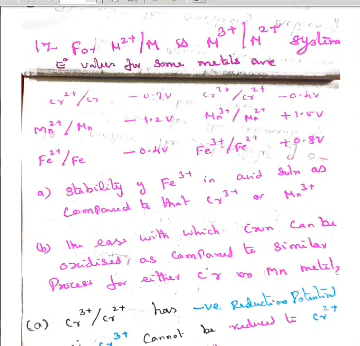 17. For M²⁺/M & M³⁺/M²⁺ system
E° values for some metals are
Cr²⁺/Cr −0.9V Cr³⁺/Cr²⁺ −0.4V
Mn²⁺/Mn −1.2V Mn³⁺/Mn²⁺ +1.5V
Fe²⁺/Fe −0.4V Fe³⁺/Fe²⁺ +0.8V
a) Stability of Fe³⁺ in acid soln as
Compared to that Cr³⁺ or Mn³⁺
(b) the ease with which iron can be
oxidised, as compared to similar
Process for either Cr or Mn metal,
(a) Cr³⁺/Cr²⁺ has −ve Reduction Potential
Cr³⁺ Cannot be reduced to Cr²⁺